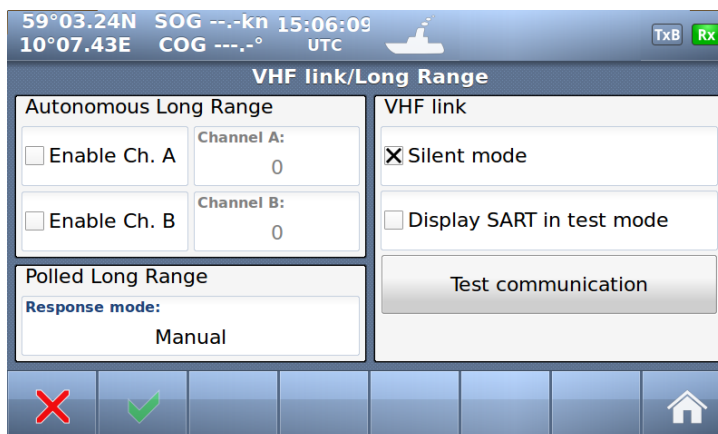 59°03.24N SOG --.-kn 15:06:09
10°07.43E COG ---.-° UTC
TxB Rx
VHF link/Long Range
Autonomous Long Range
Enable Ch. A
Channel A:
0
Enable Ch. B
Channel B:
0
Polled Long Range
Response mode:
Manual
VHF link
Silent mode
Display SART in test mode
Test communication